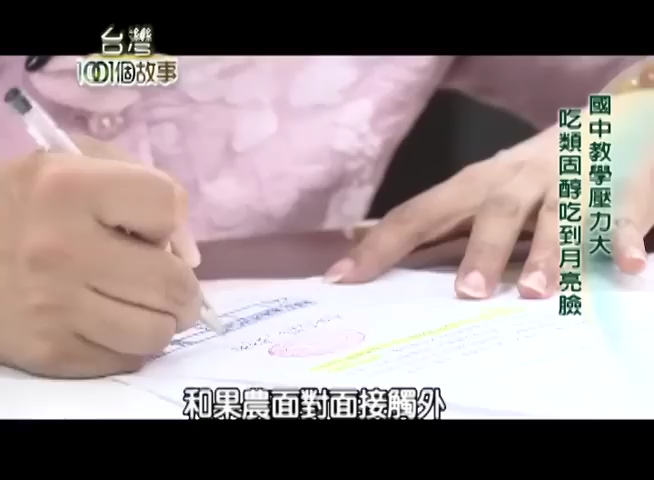 台灣
1001個故事
國中教學壓力大
吃類固醇吃到月亮臉
和果農面對面接觸外